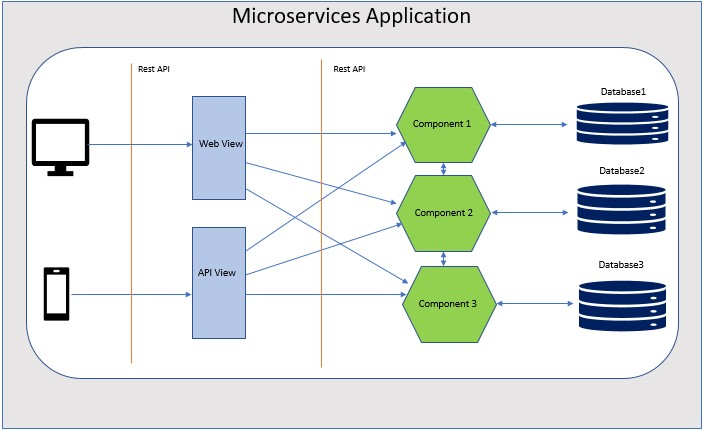 Microservices Application
Rest API
Rest API
Web View
API View
Component 1
Component 2
Component 3
Database1
Database2
Database3